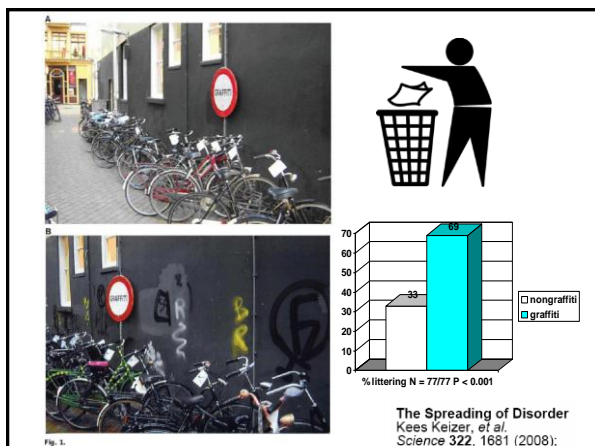 A
GRAFFITI
B
GRAFFITI
B
R
Fig. 1.
70
60
50
40
30
20
10
0
33
69
nongraffiti
graffiti
% littering N = 77/77 P < 0.001
The Spreading of Disorder
Kees Keizer, et al.
Science 322, 1681 (2008);